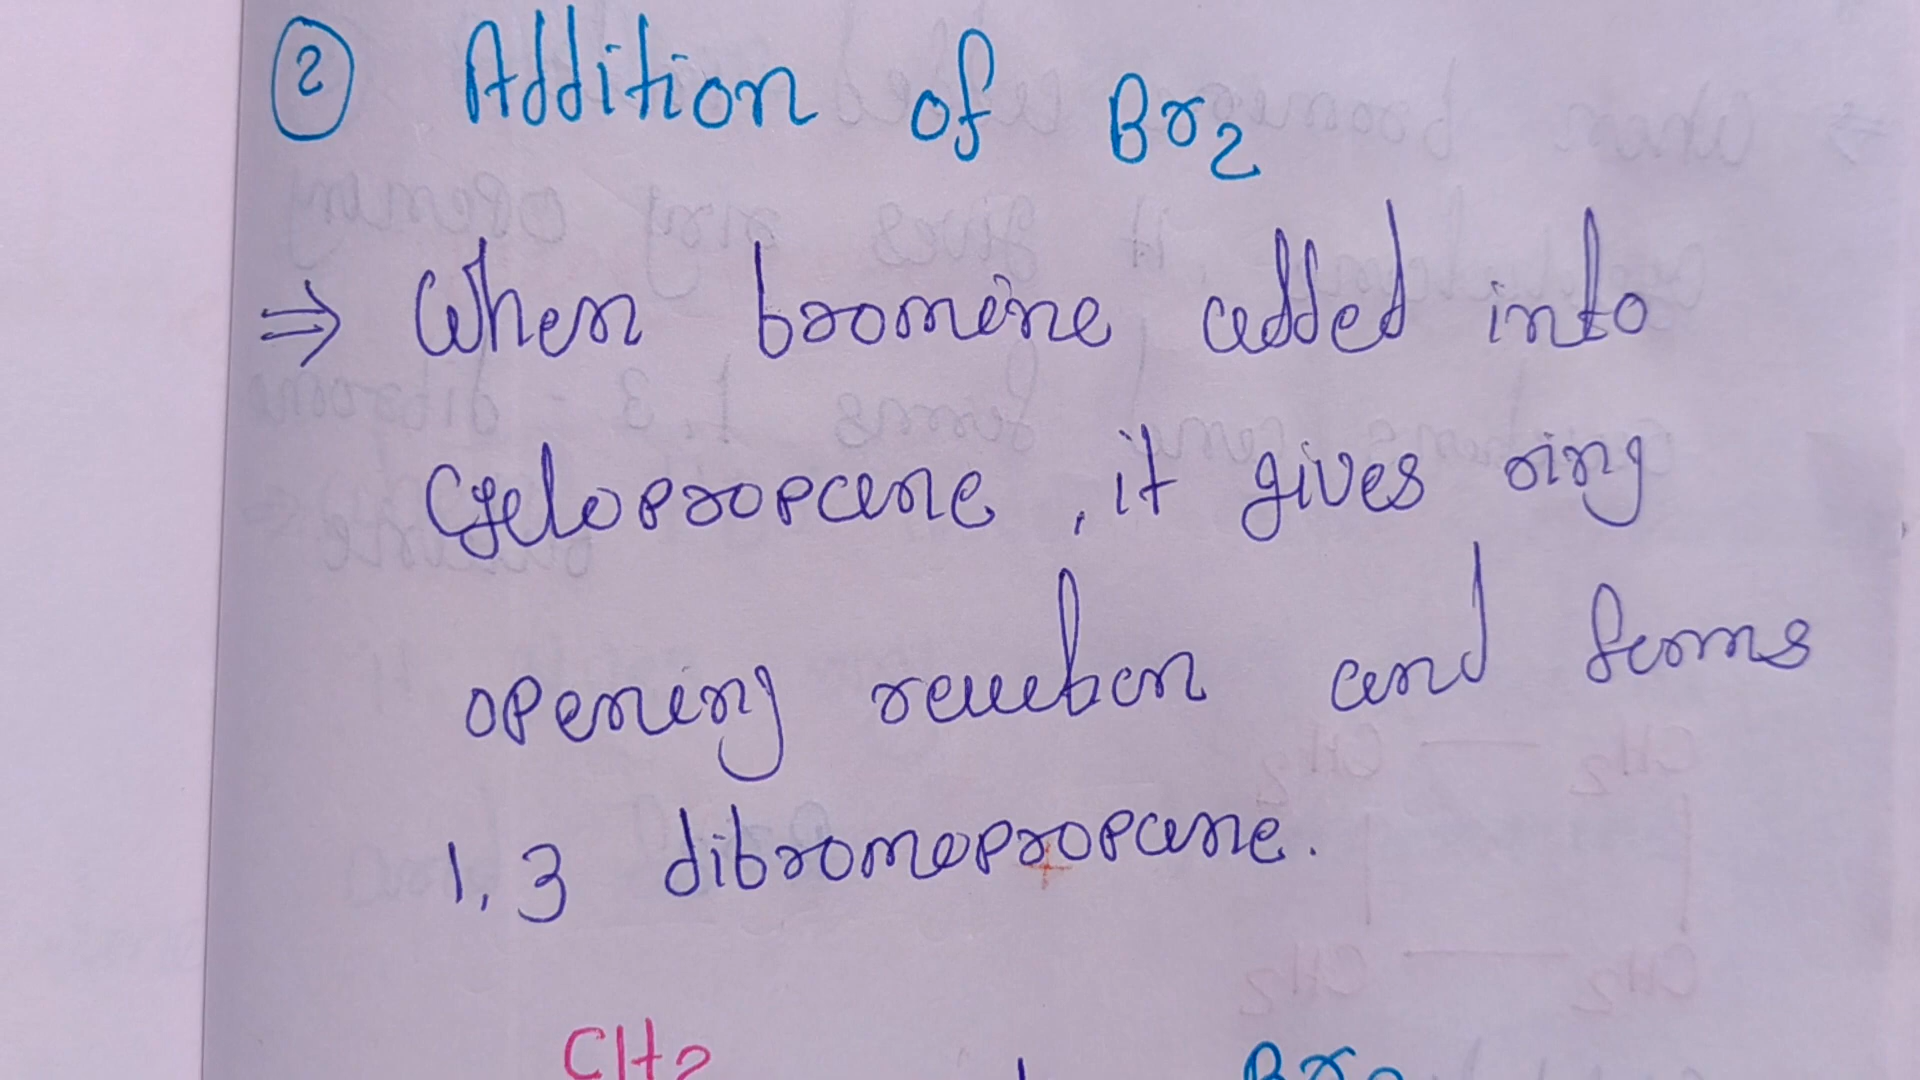 ② Addition of Br2
⇒ When bromine added into
Cyclopropane, it gives ring
opening reaction and forms
1, 3 dibromopropane.
CH2 Br2